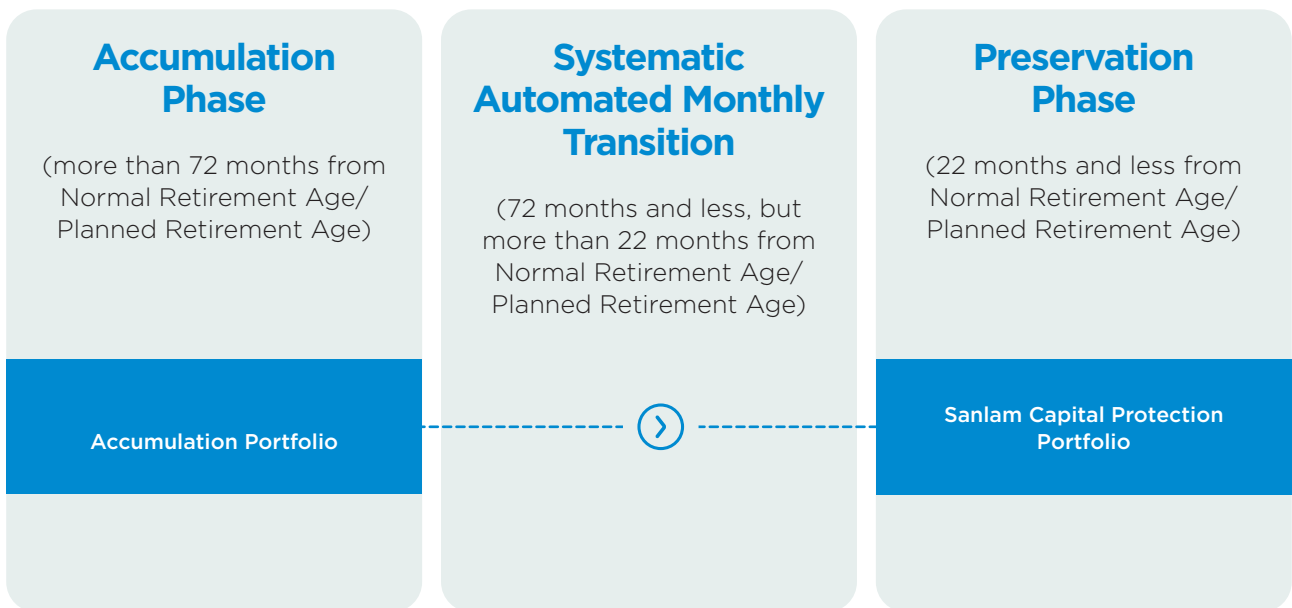 Accumulation
Phase
(more than 72 months from
Normal Retirement Age/
Planned Retirement Age)
Accumulation Portfolio
Systematic
Automated Monthly
Transition
(72 months and less, but
more than 22 months from
Normal Retirement Age/
Planned Retirement Age)
Preservation
Phase
(22 months and less from
Normal Retirement Age/
Planned Retirement Age)
Sanlam Capital Protection
Portfolio